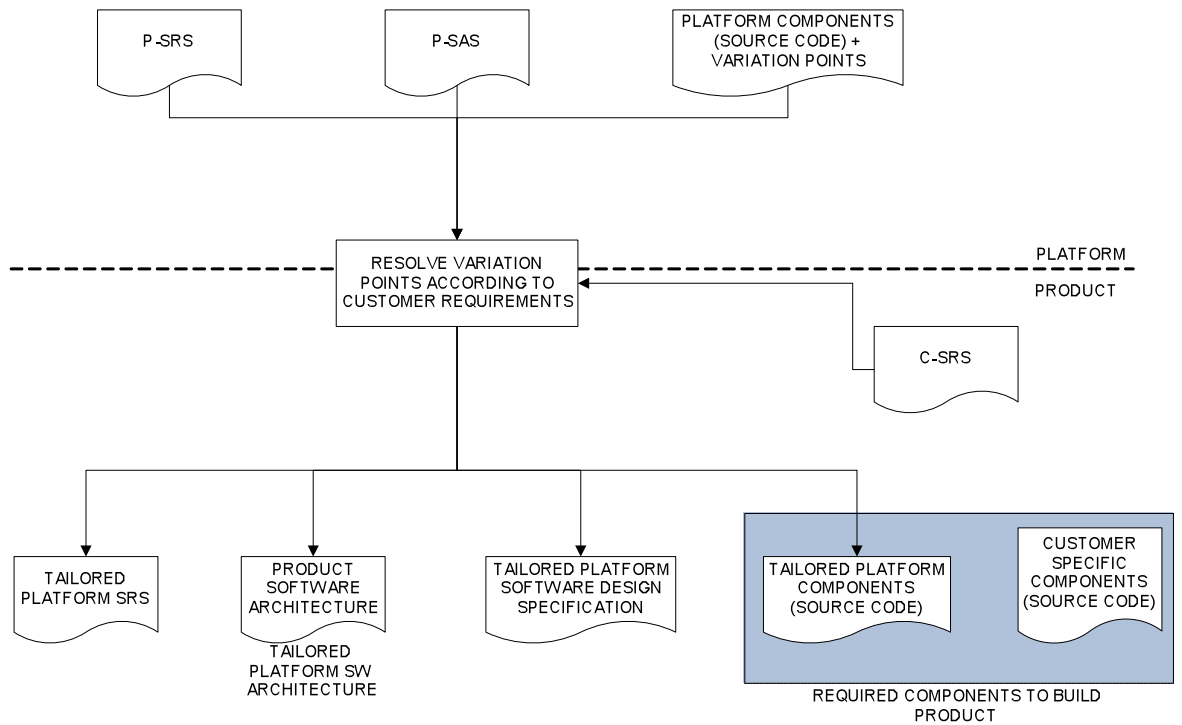 P-SRS
P-SAS
PLATFORM COMPONENTS
(SOURCE CODE) +
VARIATION POINTS
RESOLVE VARIATION
POINTS ACCORDING TO
CUSTOMER REQUIREMENTS
PLATFORM
PRODUCT
C-SRS
TAILORED
PLATFORM SRS
PRODUCT
SOFTWARE
ARCHITECTURE
TAILORED
PLATFORM SW
ARCHITECTURE
TAILORED PLATFORM
SOFTWARE DESIGN
SPECIFICATION
TAILORED PLATFORM
COMPONENTS
(SOURCE CODE)
CUSTOMER
SPECIFIC
COMPONENTS
(SOURCE CODE)
REQUIRED COMPONENTS TO BUILD
PRODUCT